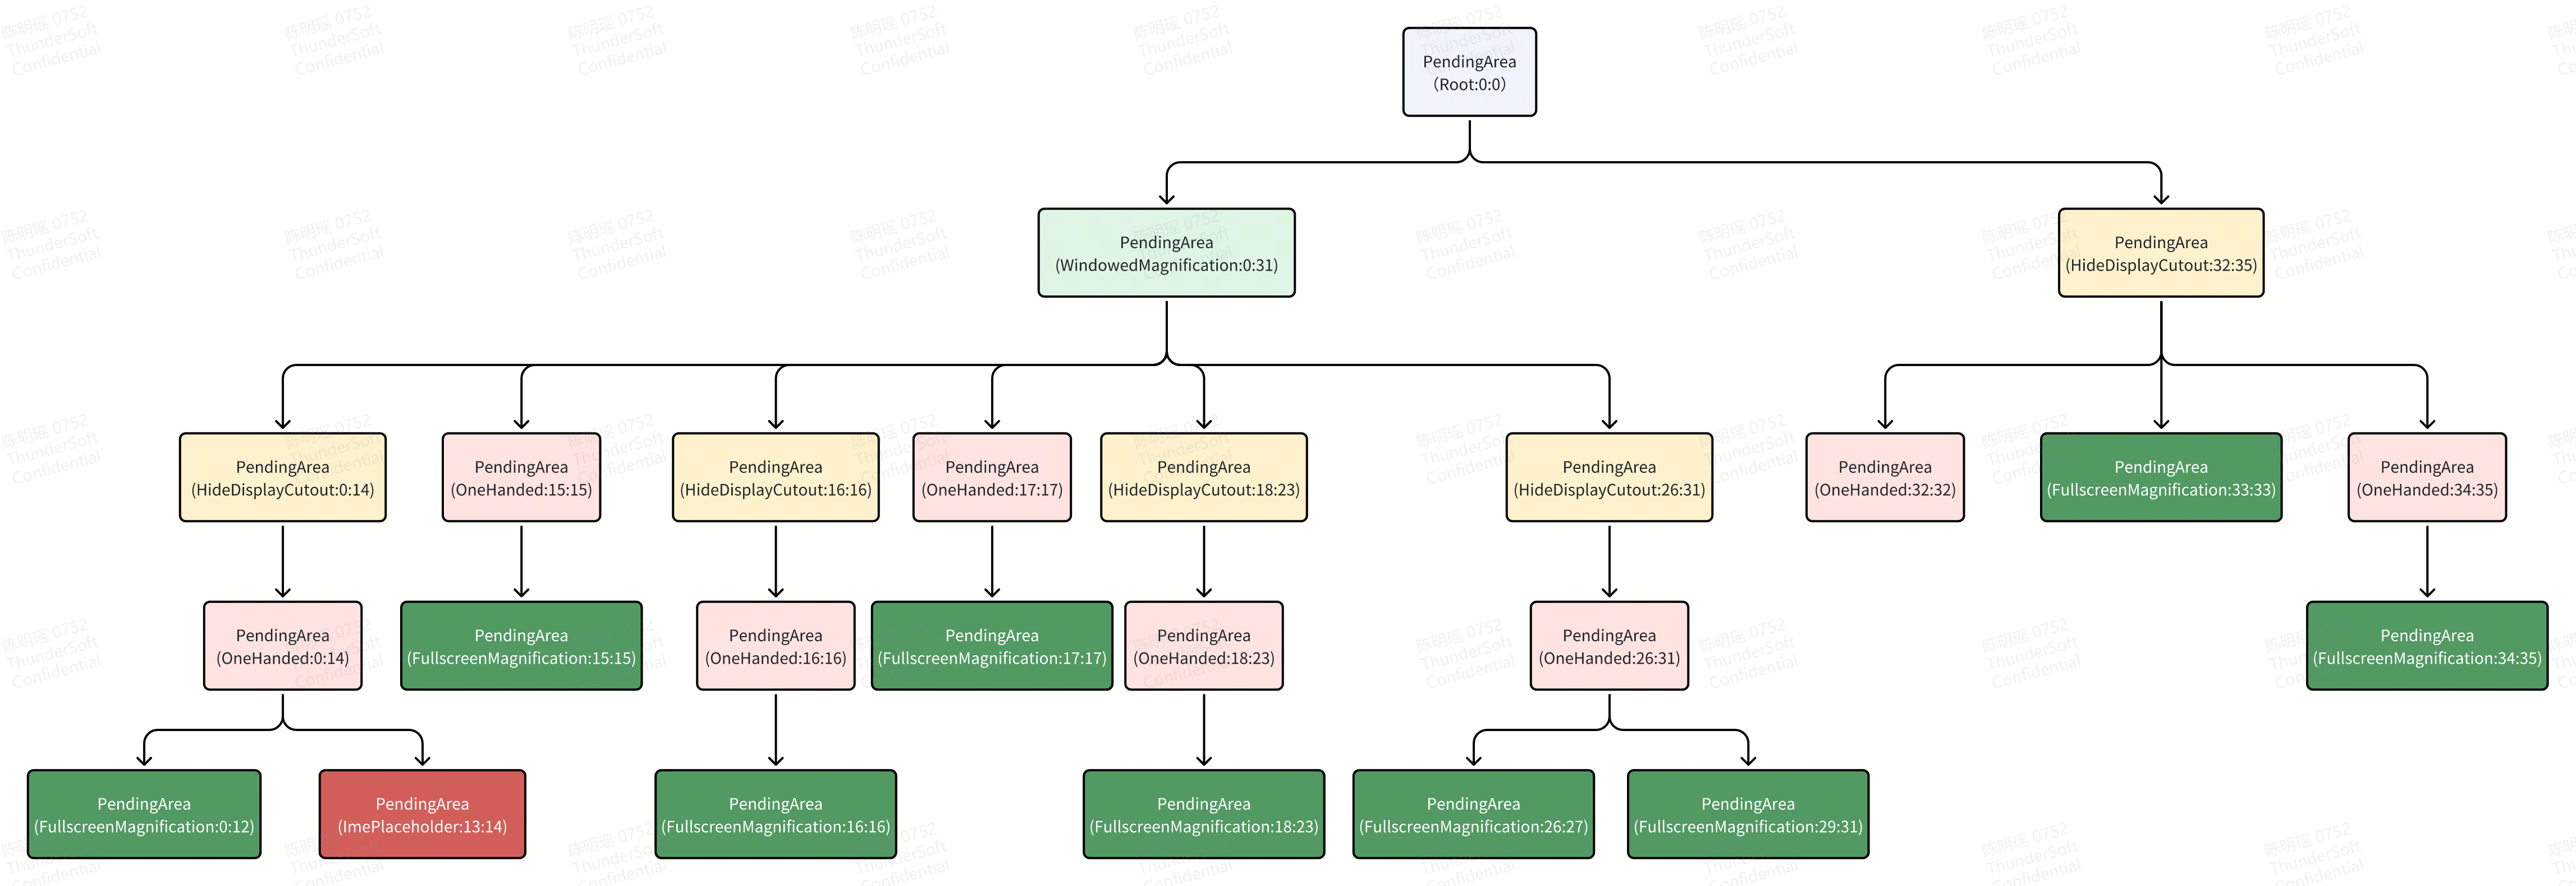 PendingArea
(Root:0:0)
PendingArea
(WindowedMagnification:0:31)
PendingArea
(HideDisplayCutout:32:35)
PendingArea
(HideDisplayCutout:0:14)
PendingArea
(OneHanded:15:15)
PendingArea
(HideDisplayCutout:16:16)
PendingArea
(OneHanded:17:17)
PendingArea
(HideDisplayCutout:18:23)
PendingArea
(HideDisplayCutout:26:31)
PendingArea
(OneHanded:32:32)
PendingArea
(FullscreenMagnification:33:33)
PendingArea
(OneHanded:34:35)
PendingArea
(OneHanded:0:14)
PendingArea
(FullscreenMagnification:15:15)
PendingArea
(OneHanded:16:16)
PendingArea
(FullscreenMagnification:17:17)
PendingArea
(OneHanded:18:23)
PendingArea
(OneHanded:26:31)
PendingArea
(FullscreenMagnification:34:35)
PendingArea
(FullscreenMagnification:0:12)
PendingArea
(ImePlaceholder:13:14)
PendingArea
(FullscreenMagnification:16:16)
PendingArea
(FullscreenMagnification:18:23)
PendingArea
(FullscreenMagnification:26:27)
PendingArea
(FullscreenMagnification:29:31)
陈明瑶 0752
ThunderSoft
Confidential